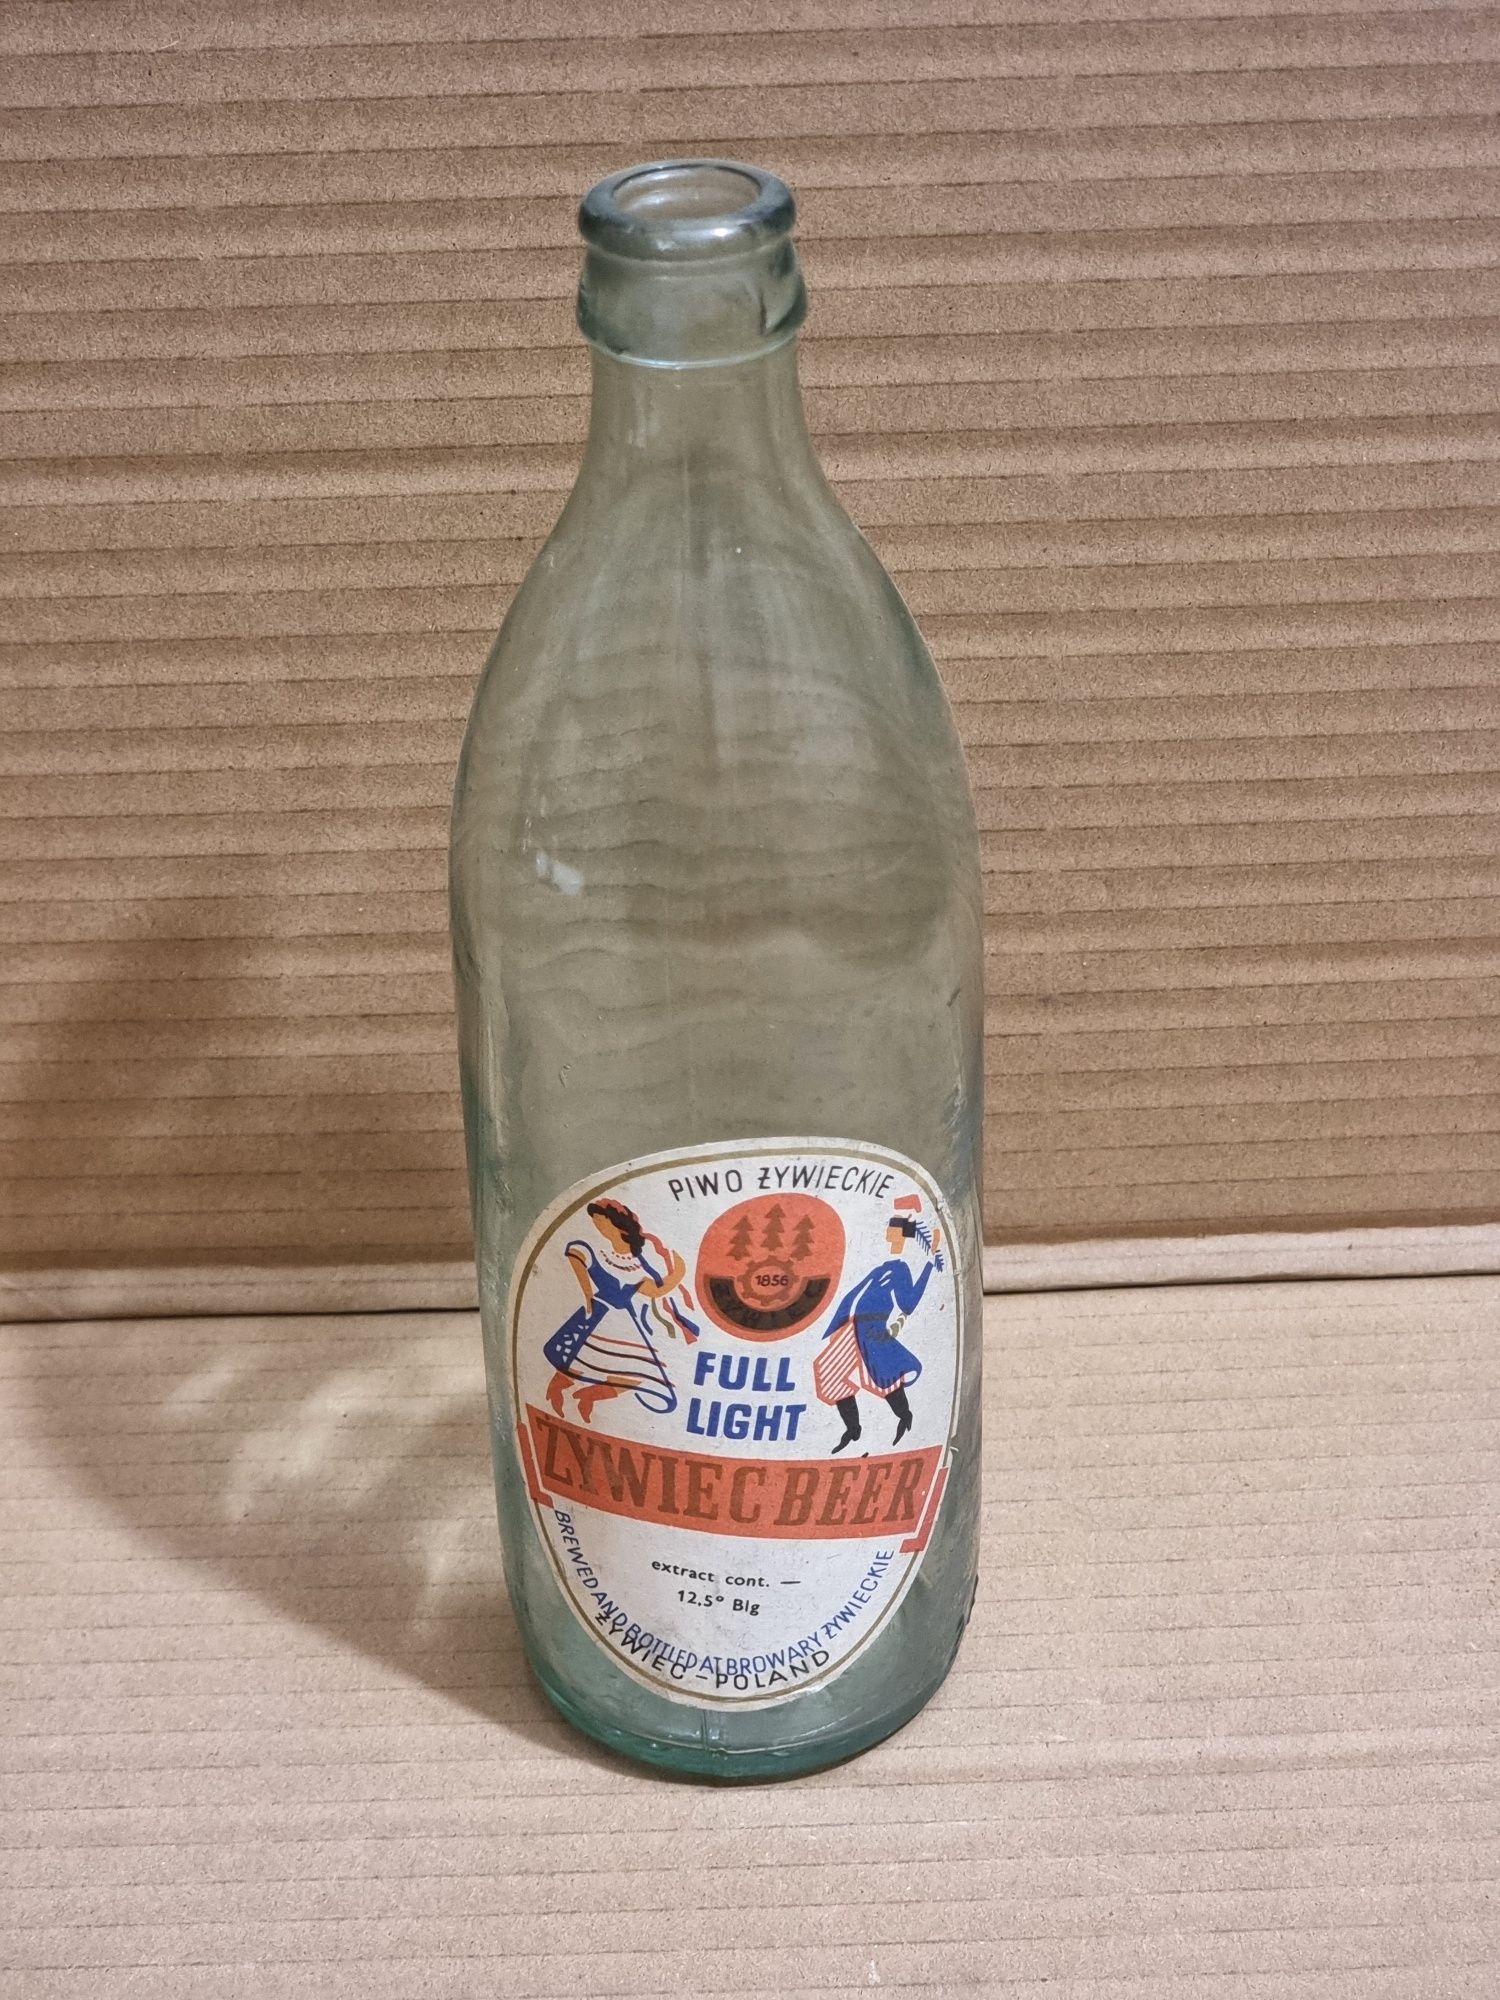 PIWO ŻYWIECKIE
1856
FULL
LIGHT
ŻYWIEC BEER
extract cont. —
12,5° Blg
BREWED AND BOTTLED AT BROWARY ŻYWIECKIE
ŻYWIEC – POLAND